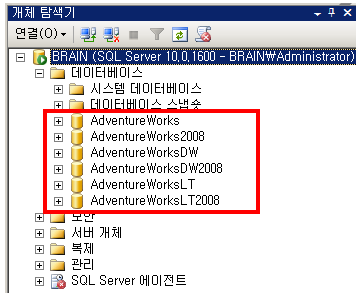 개체 탐색기
연결(O)
BRAIN (SQL Server 10.0.1600 - BRAIN₩Administrator)
데이터베이스
시스템 데이터베이스
데이터베이스 스냅숏
AdventureWorks
AdventureWorks2008
AdventureWorksDW
AdventureWorksDW2008
AdventureWorksLT
AdventureWorksLT2008
보안
서버 개체
복제
관리
SQL Server 에이전트